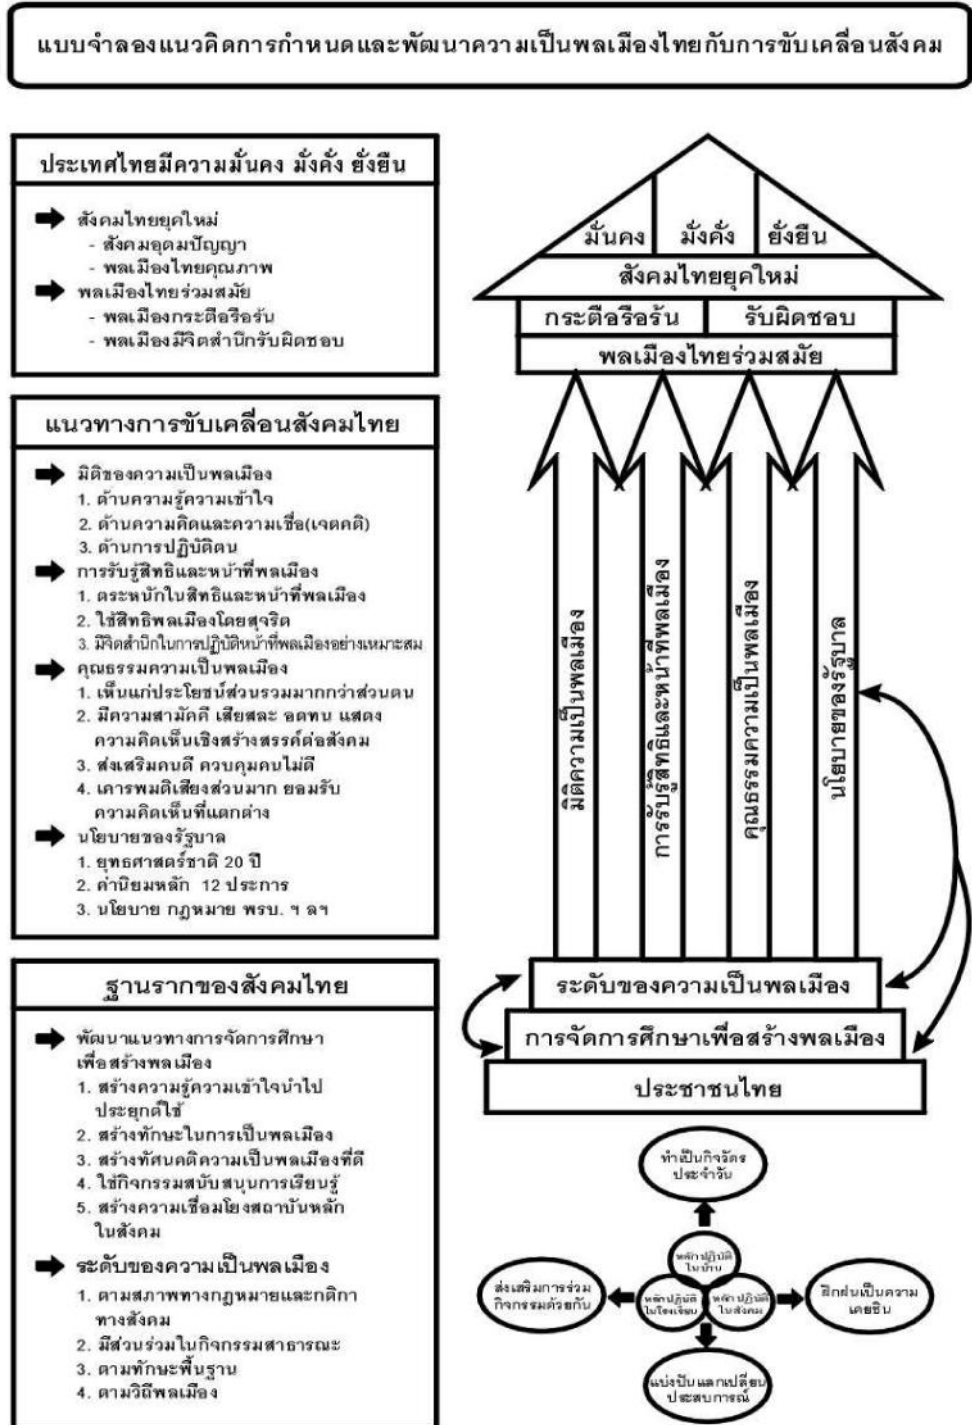 แบบจำลองแนวคิดการกำหนดและพัฒนาความเป็นพลเมืองไทยกับการขับเคลื่อนสังคม
ประเทศไทยมีความมั่นคง มั่งคั่ง ยั่งยืน
สังคมไทยยุคใหม่
- สังคมอุดมปัญญา
- พลเมืองไทยคุณภาพ
พลเมืองไทยร่วมสมัย
- พลเมืองกระตือรือร้น
- พลเมืองมีจิตสำนึกรับผิดชอบ
แนวทางการขับเคลื่อนสังคมไทย
มิติของความเป็นพลเมือง
1. ด้านความรู้ความเข้าใจ
2. ด้านความคิดและความเชื่อ(เจตคติ)
3. ด้านการปฏิบัติตน
การรับรู้สิทธิและหน้าที่พลเมือง
1. ตระหนักในสิทธิและหน้าที่พลเมือง
2. ใช้สิทธิพลเมืองโดยสุจริต
3. มีจิตสำนึกในการปฏิบัติหน้าที่พลเมืองอย่างเหมาะสม
คุณธรรมความเป็นพลเมือง
1. เห็นแก่ประโยชน์ส่วนรวมมากกว่าส่วนตน
2. มีความสามัคคี เสียสละ อดทน แสดง
ความคิดเห็นเชิงสร้างสรรค์ต่อสังคม
3. ส่งเสริมคนดี ควบคุมคนไม่ดี
4. เคารพมติเสียงส่วนมาก ยอมรับ
ความคิดเห็นที่แตกต่าง
นโยบายของรัฐบาล
1. ยุทธศาสตร์ชาติ 20 ปี
2. ค่านิยมหลัก 12 ประการ
3. นโยบาย กฎหมาย พรบ. ฯ ลฯ
ฐานรากของสังคมไทย
พัฒนาแนวทางการจัดการศึกษา
เพื่อสร้างพลเมือง
1. สร้างความรู้ความเข้าใจนำไป
ประยุกต์ใช้
2. สร้างทักษะในการเป็นพลเมือง
3. สร้างทัศนคติความเป็นพลเมืองที่ดี
4. ใช้กิจกรรมสนับสนุนการเรียนรู้
5. สร้างความเชื่อมโยงสถาบันหลัก
ในสังคม
ระดับของความเป็นพลเมือง
1. ตามสภาพทางกฎหมายและกติกา
ทางสังคม
2. มีส่วนร่วมในกิจกรรมสาธารณะ
3. ตามทักษะพื้นฐาน
4. ตามวิถีพลเมือง
มั่นคง มั่งคั่ง ยั่งยืน
สังคมไทยยุคใหม่
กระตือรือร้น รับผิดชอบ
พลเมืองไทยร่วมสมัย
มิติความเป็นพลเมือง
การรับรู้สิทธิและหน้าที่พลเมือง
คุณธรรมความเป็นพลเมือง
นโยบายของรัฐบาล
ระดับของความเป็นพลเมือง
การจัดการศึกษาเพื่อสร้างพลเมือง
ประชาชนไทย
ทำเป็นกิจวัตร
ประจำวัน
หลักปฏิบัติ
ในบ้าน
ส่งเสริมการร่วม
กิจกรรมด้วยกัน
หลักปฏิบัติ
ในโรงเรียน
หลักปฏิบัติ
ในสังคม
ฝึกฝนเป็นความ
เคยชิน
แบ่งปันแลกเปลี่ยน
ประสบการณ์